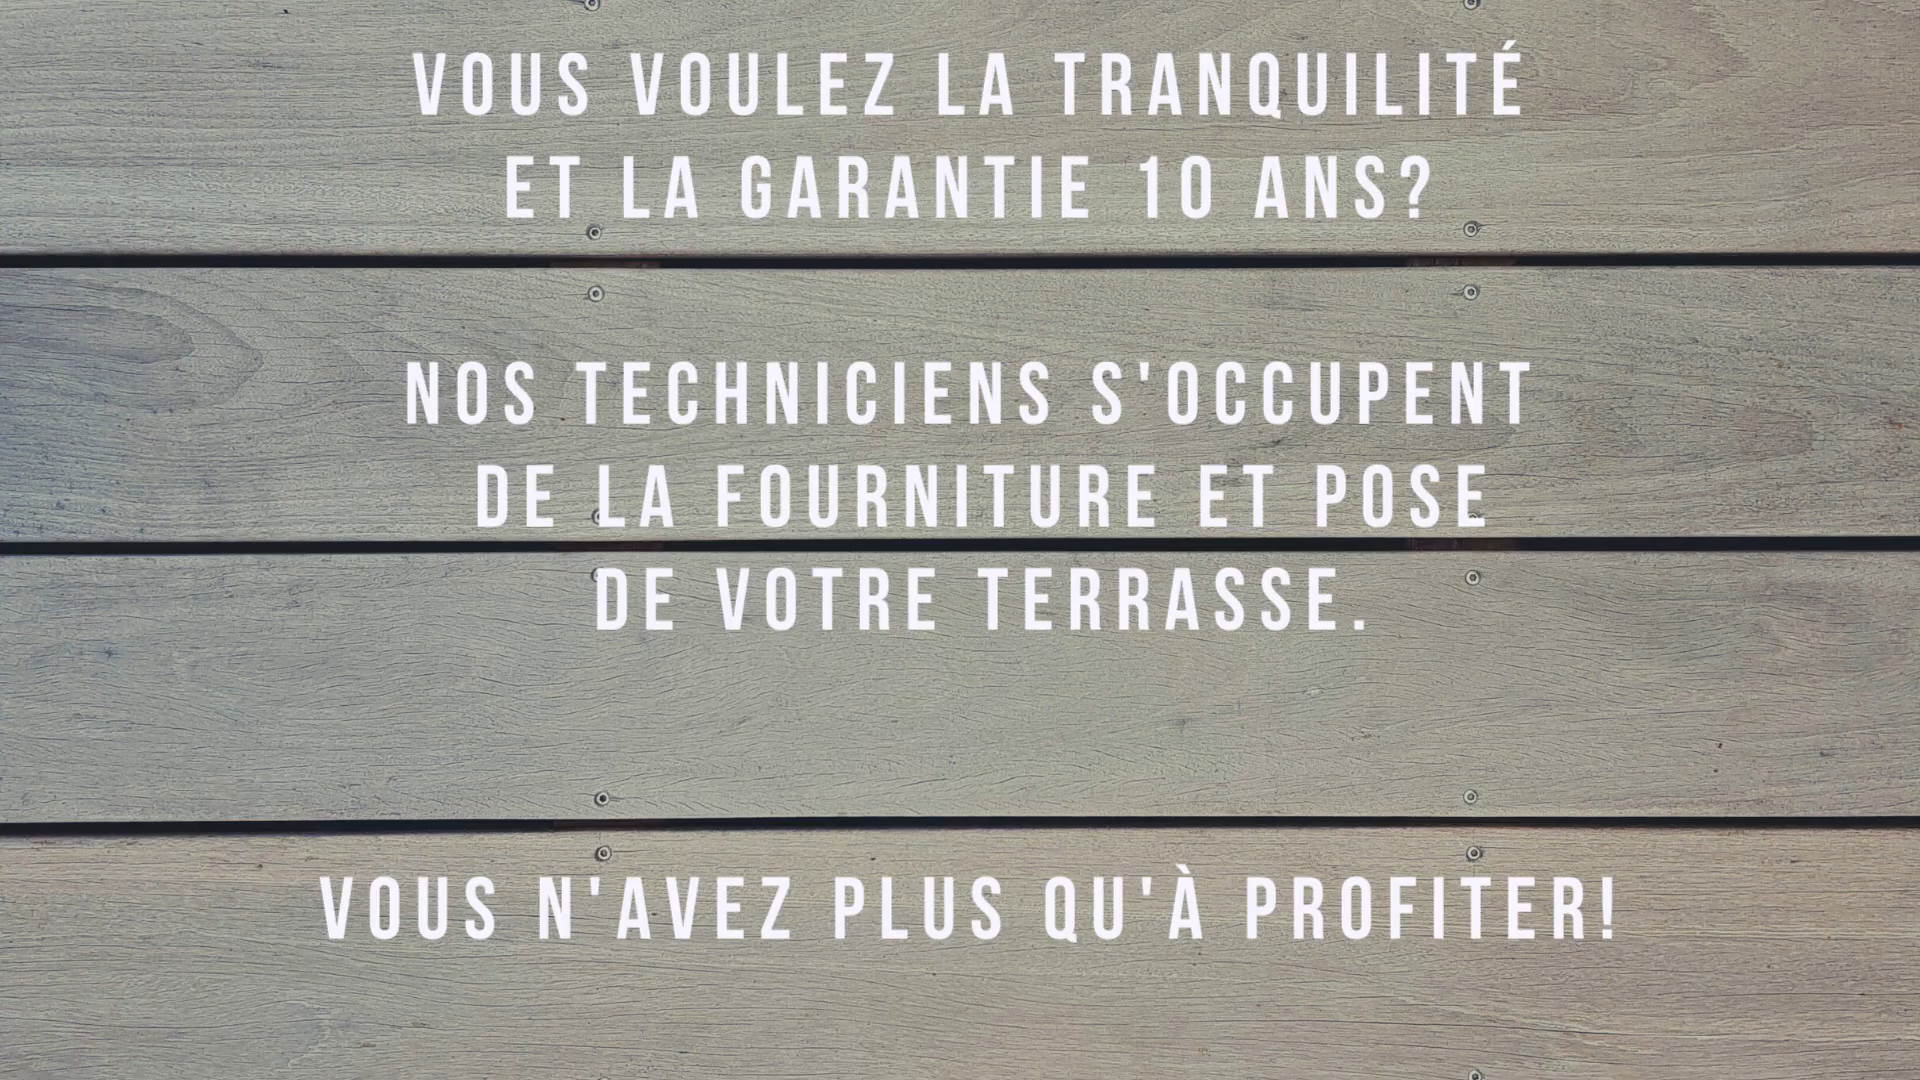 VOUS VOULEZ LA TRANQUILITÉ
ET LA GARANTIE 10 ANS?
NOS TECHNICIENS S'OCCUPENT
DE LA FOURNITURE ET POSE
DE VOTRE TERRASSE.
VOUS N'AVEZ PLUS QU'À PROFITER!